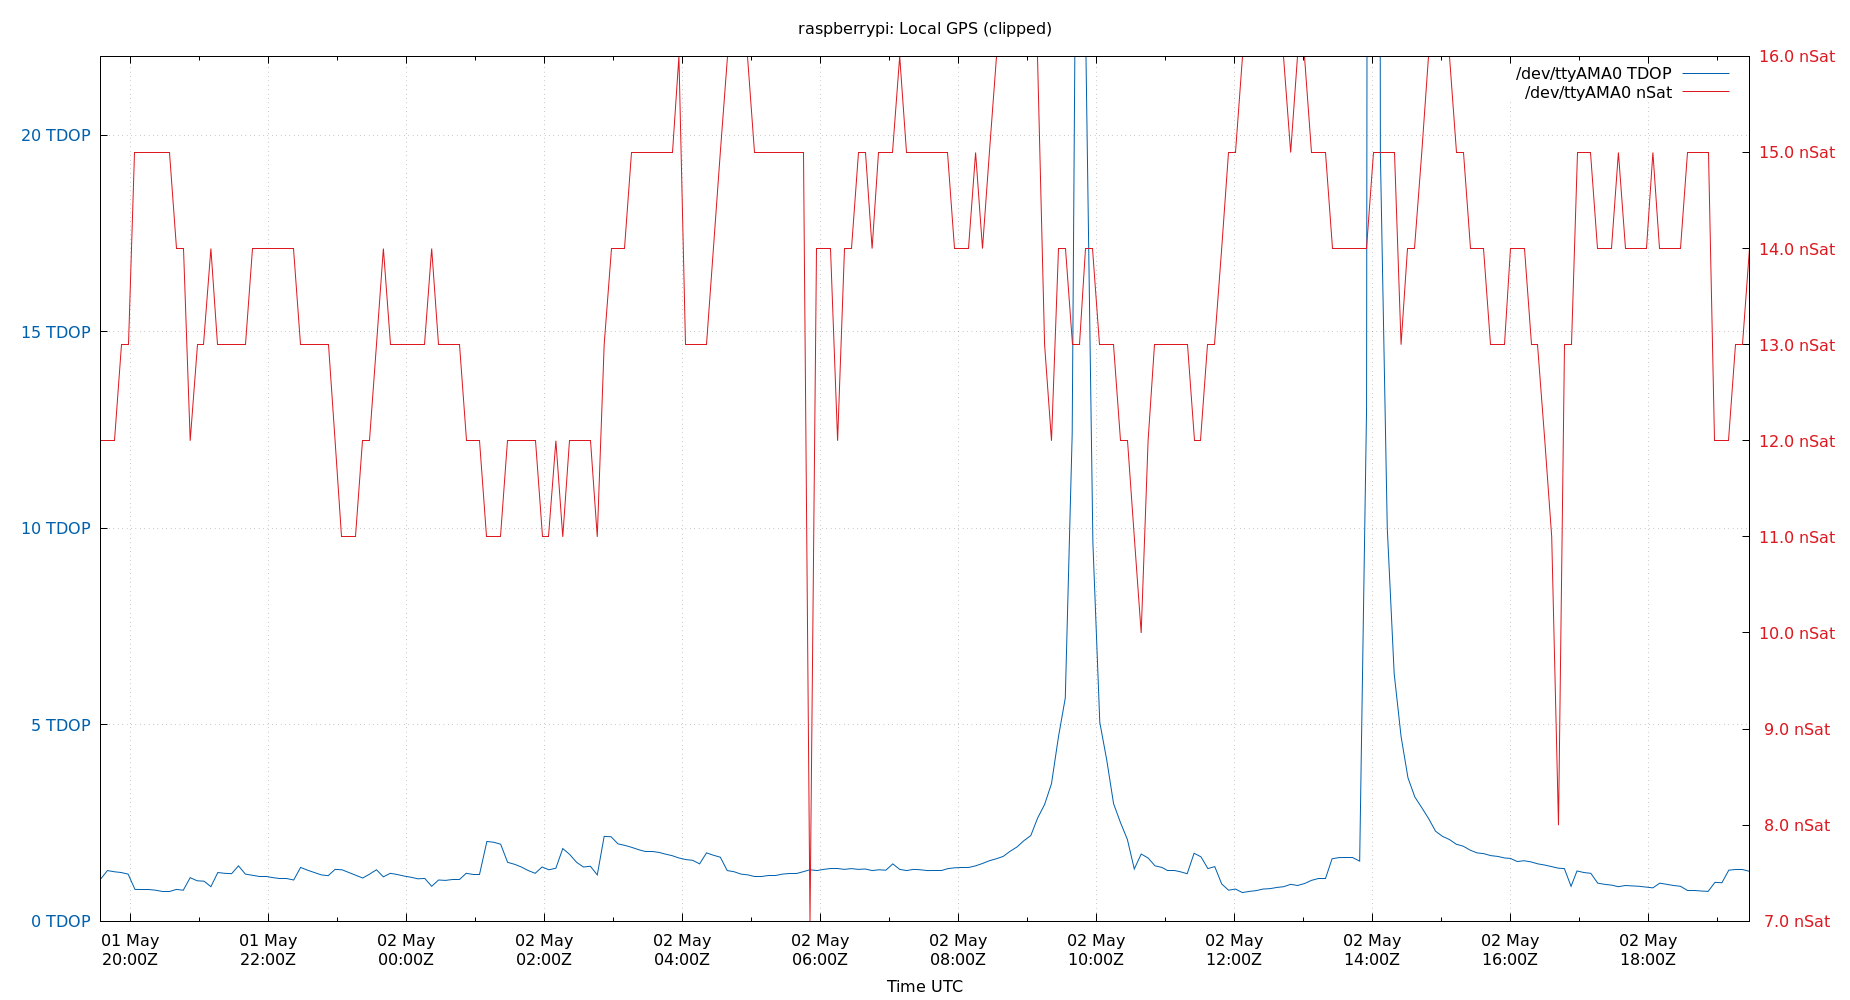 raspberrypi: Local GPS (clipped)
/dev/ttyAMA0 TDOP
/dev/ttyAMA0 nSat
20 TDOP
15 TDOP
10 TDOP
5 TDOP
0 TDOP
16.0 nSat
15.0 nSat
14.0 nSat
13.0 nSat
12.0 nSat
11.0 nSat
10.0 nSat
9.0 nSat
8.0 nSat
7.0 nSat
01 May 01 May 02 May 02 May 02 May 02 May 02 May 02 May 02 May 02 May 02 May 02 May
20:00Z 22:00Z 00:00Z 02:00Z 04:00Z 06:00Z 08:00Z 10:00Z 12:00Z 14:00Z 16:00Z 18:00Z
Time UTC